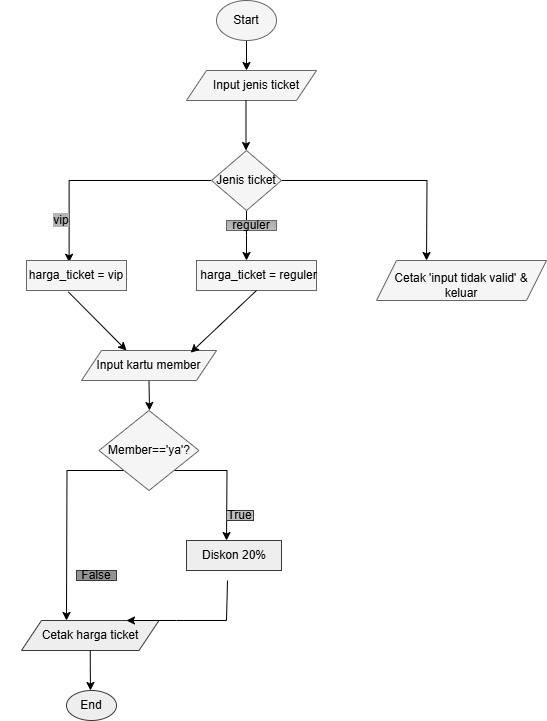 Start
Input jenis ticket
Jenis ticket
vip
reguler
harga_ticket = vip
harga_ticket = reguler
Cetak 'input tidak valid' &
keluar
Input kartu member
Member=='ya'?
True
Diskon 20%
False
Cetak harga ticket
End